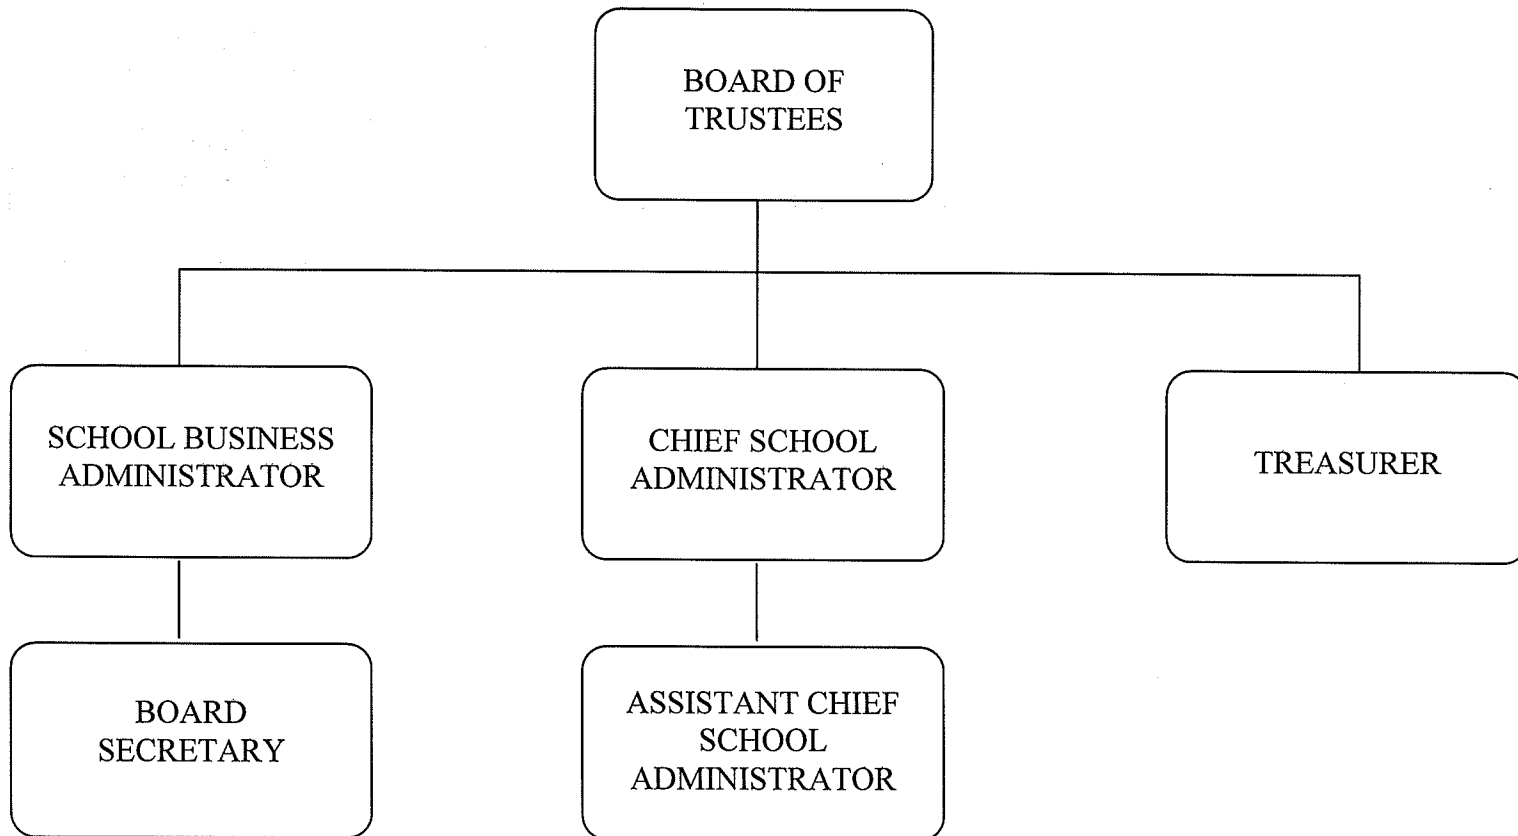 BOARD OF
TRUSTEES
SCHOOL BUSINESS
ADMINISTRATOR
CHIEF SCHOOL
ADMINISTRATOR
TREASURER
BOARD
SECRETARY
ASSISTANT CHIEF
SCHOOL
ADMINISTRATOR